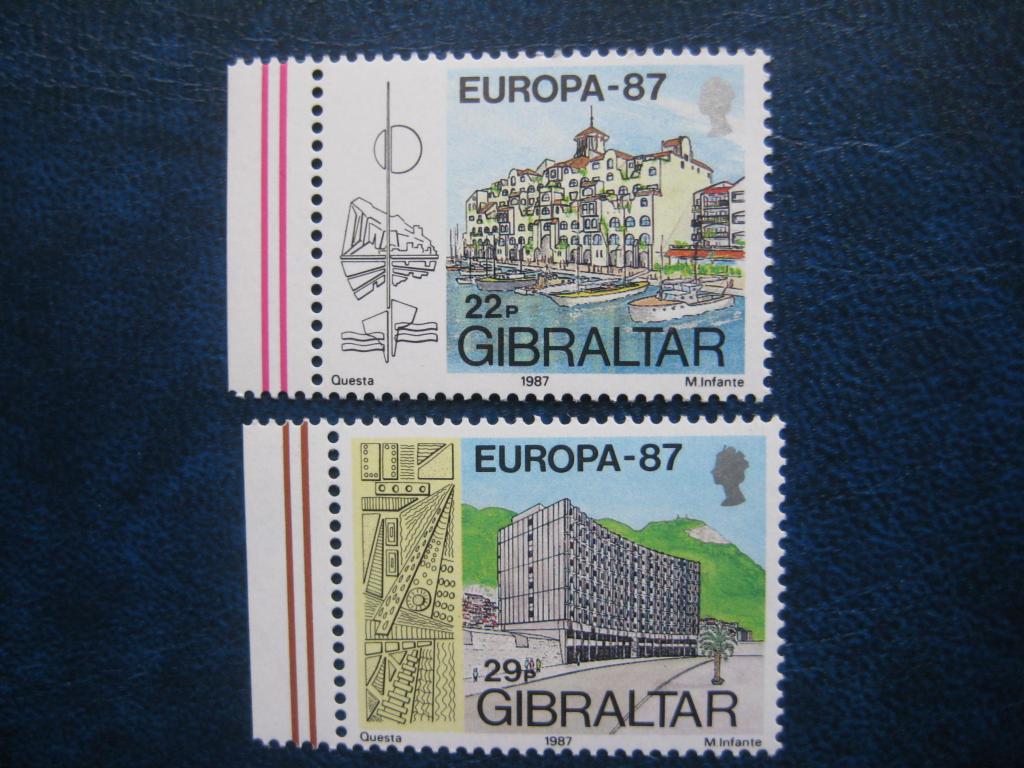 EUROPA-87
22P
GIBRALTAR
Questa 1987 M.Infante
EUROPA-87
29P
GIBRALTAR
Questa 1987 M.Infante